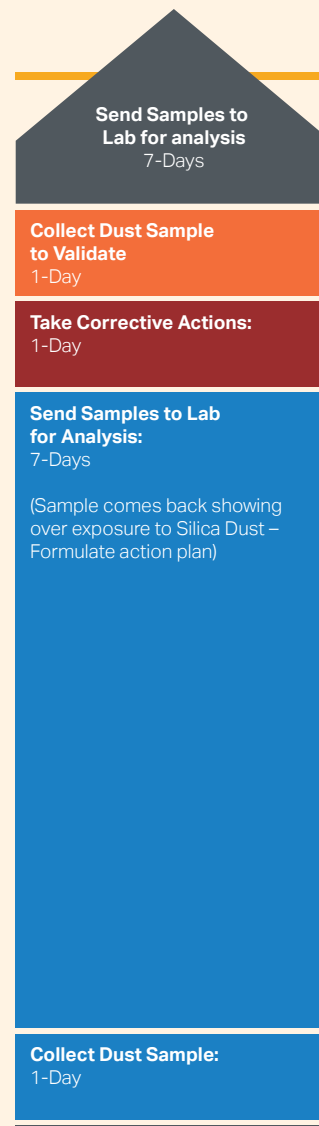 Send Samples to
Lab for analysis
7-Days
Collect Dust Sample
to Validate
1-Day
Take Corrective Actions:
1-Day
Send Samples to Lab
for Analysis:
7-Days
(Sample comes back showing
over exposure to Silica Dust –
Formulate action plan)
Collect Dust Sample:
1-Day